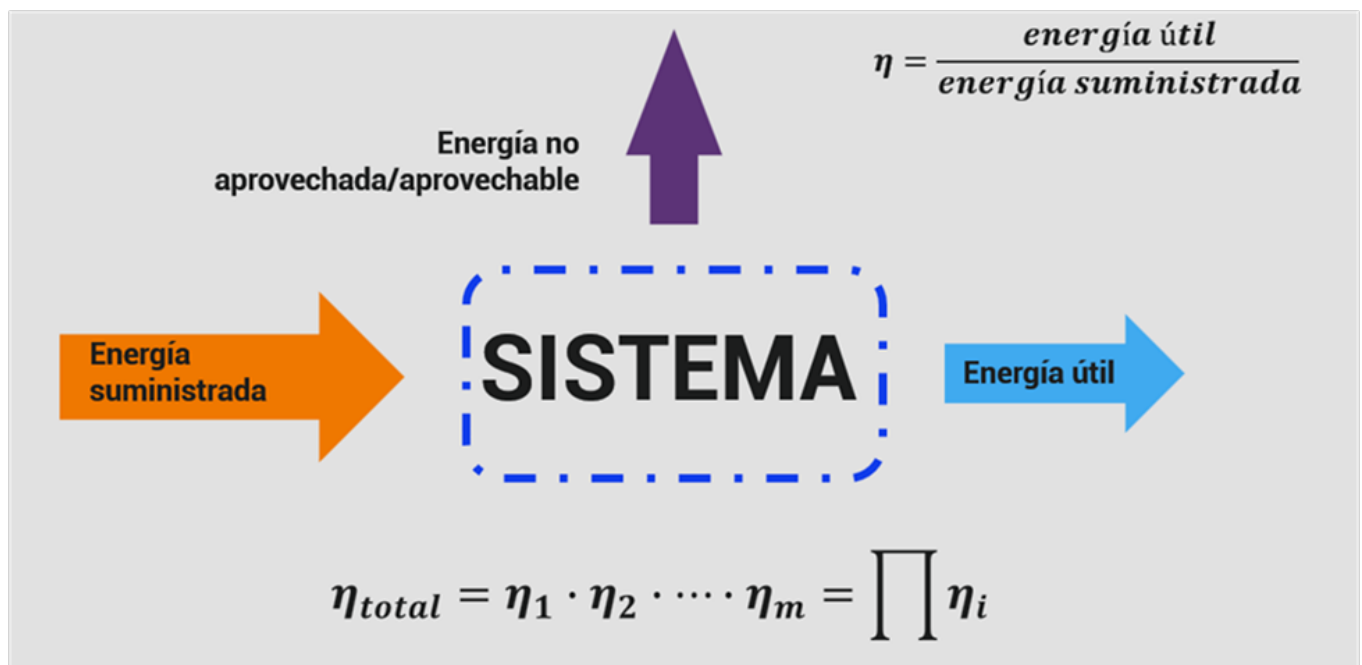 η = energía útil / energía suministrada
Energía no
aprovechada/aprovechable
Energía
suministrada
SISTEMA
Energía útil
η_total = η_1 · η_2 · ⋯ · η_m = ∏ η_i